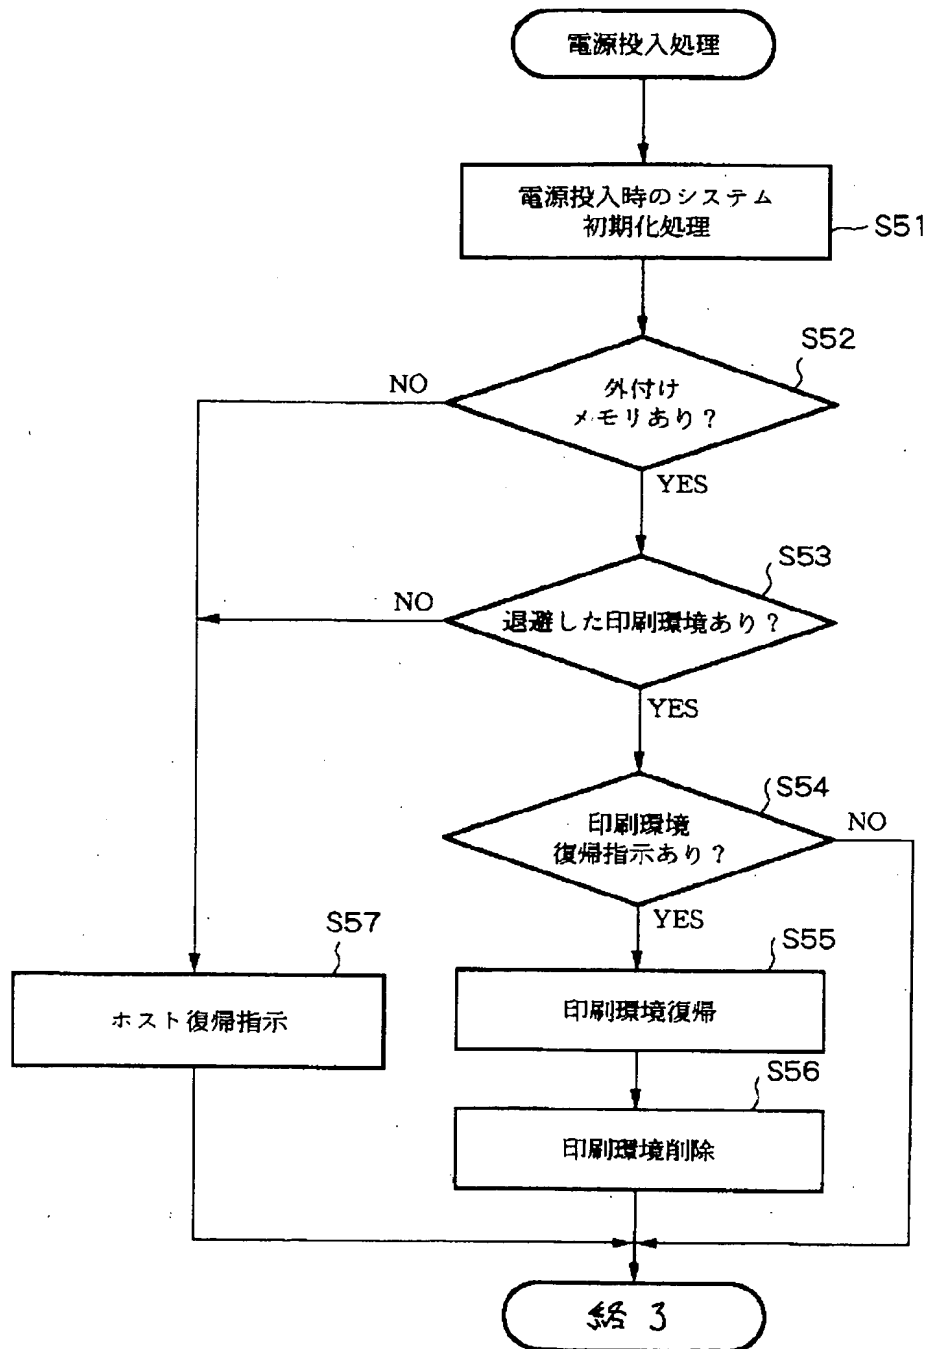 電源投入処理
電源投入時のシステム
初期化処理
S51
S52
外付け
メモリあり？
NO
YES
S53
退避した印刷環境あり？
NO
YES
S54
印刷環境
復帰指示あり？
NO
YES
S57
ホスト復帰指示
S55
印刷環境復帰
S56
印刷環境削除
終了